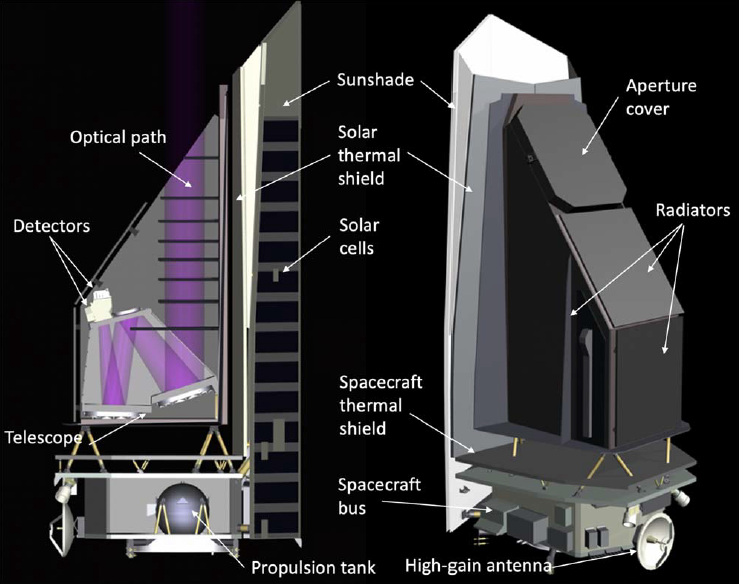 Sunshade
Aperture
cover
Optical path
Solar
thermal
shield
Radiators
Detectors
Solar
cells
Spacecraft
thermal
shield
Telescope
Spacecraft
bus
Propulsion tank
High-gain antenna